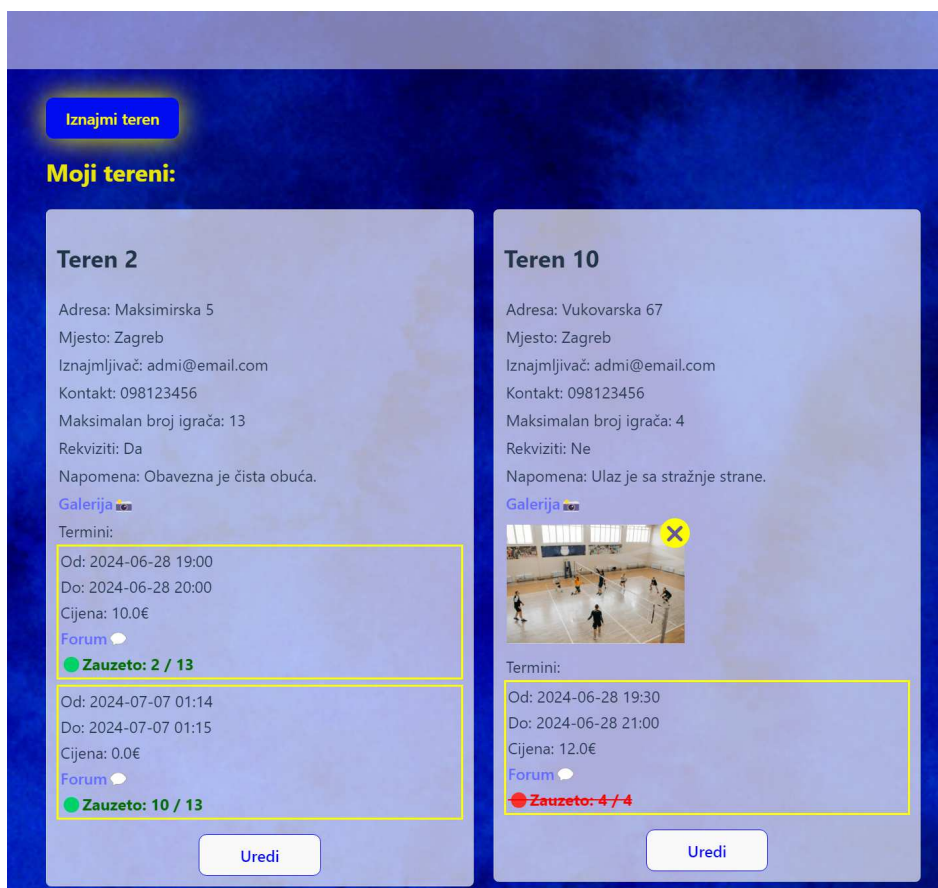 Iznajmi teren
Moji tereni:
Teren 2
Adresa: Maksimirska 5
Mjesto: Zagreb
Iznajmljivač: admi@email.com
Kontakt: 098123456
Maksimalan broj igrača: 13
Rekviziti: Da
Napomena: Obavezna je čista obuća.
Galerija
Termini:
Od: 2024-06-28 19:00
Do: 2024-06-28 20:00
Cijena: 10.0€
Forum
Zauzeto: 2 / 13
Od: 2024-07-07 01:14
Do: 2024-07-07 01:15
Cijena: 0.0€
Forum
Zauzeto: 10 / 13
Uredi
Teren 10
Adresa: Vukovarska 67
Mjesto: Zagreb
Iznajmljivač: admi@email.com
Kontakt: 098123456
Maksimalan broj igrača: 4
Rekviziti: Ne
Napomena: Ulaz je sa stražnje strane.
Galerija
Termini:
Od: 2024-06-28 19:30
Do: 2024-06-28 21:00
Cijena: 12.0€
Forum
Zauzeto: 4 / 4
Uredi